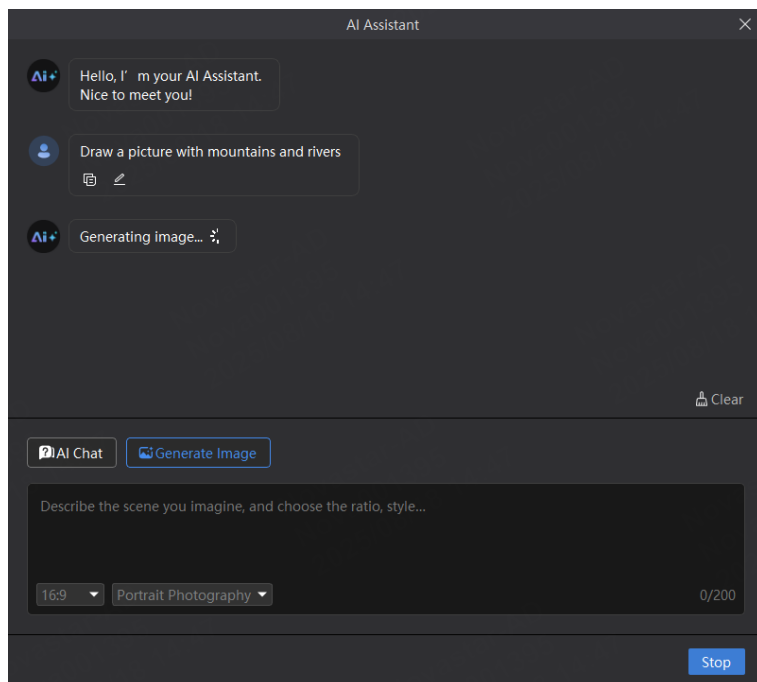 AI Assistant
Ai+
Hello, I’ m your AI Assistant.
Nice to meet you!
Draw a picture with mountains and rivers
Ai+
Generating image...
Clear
AI Chat
Generate Image
Describe the scene you imagine, and choose the ratio, style...
16:9
Portrait Photography
0/200
Stop